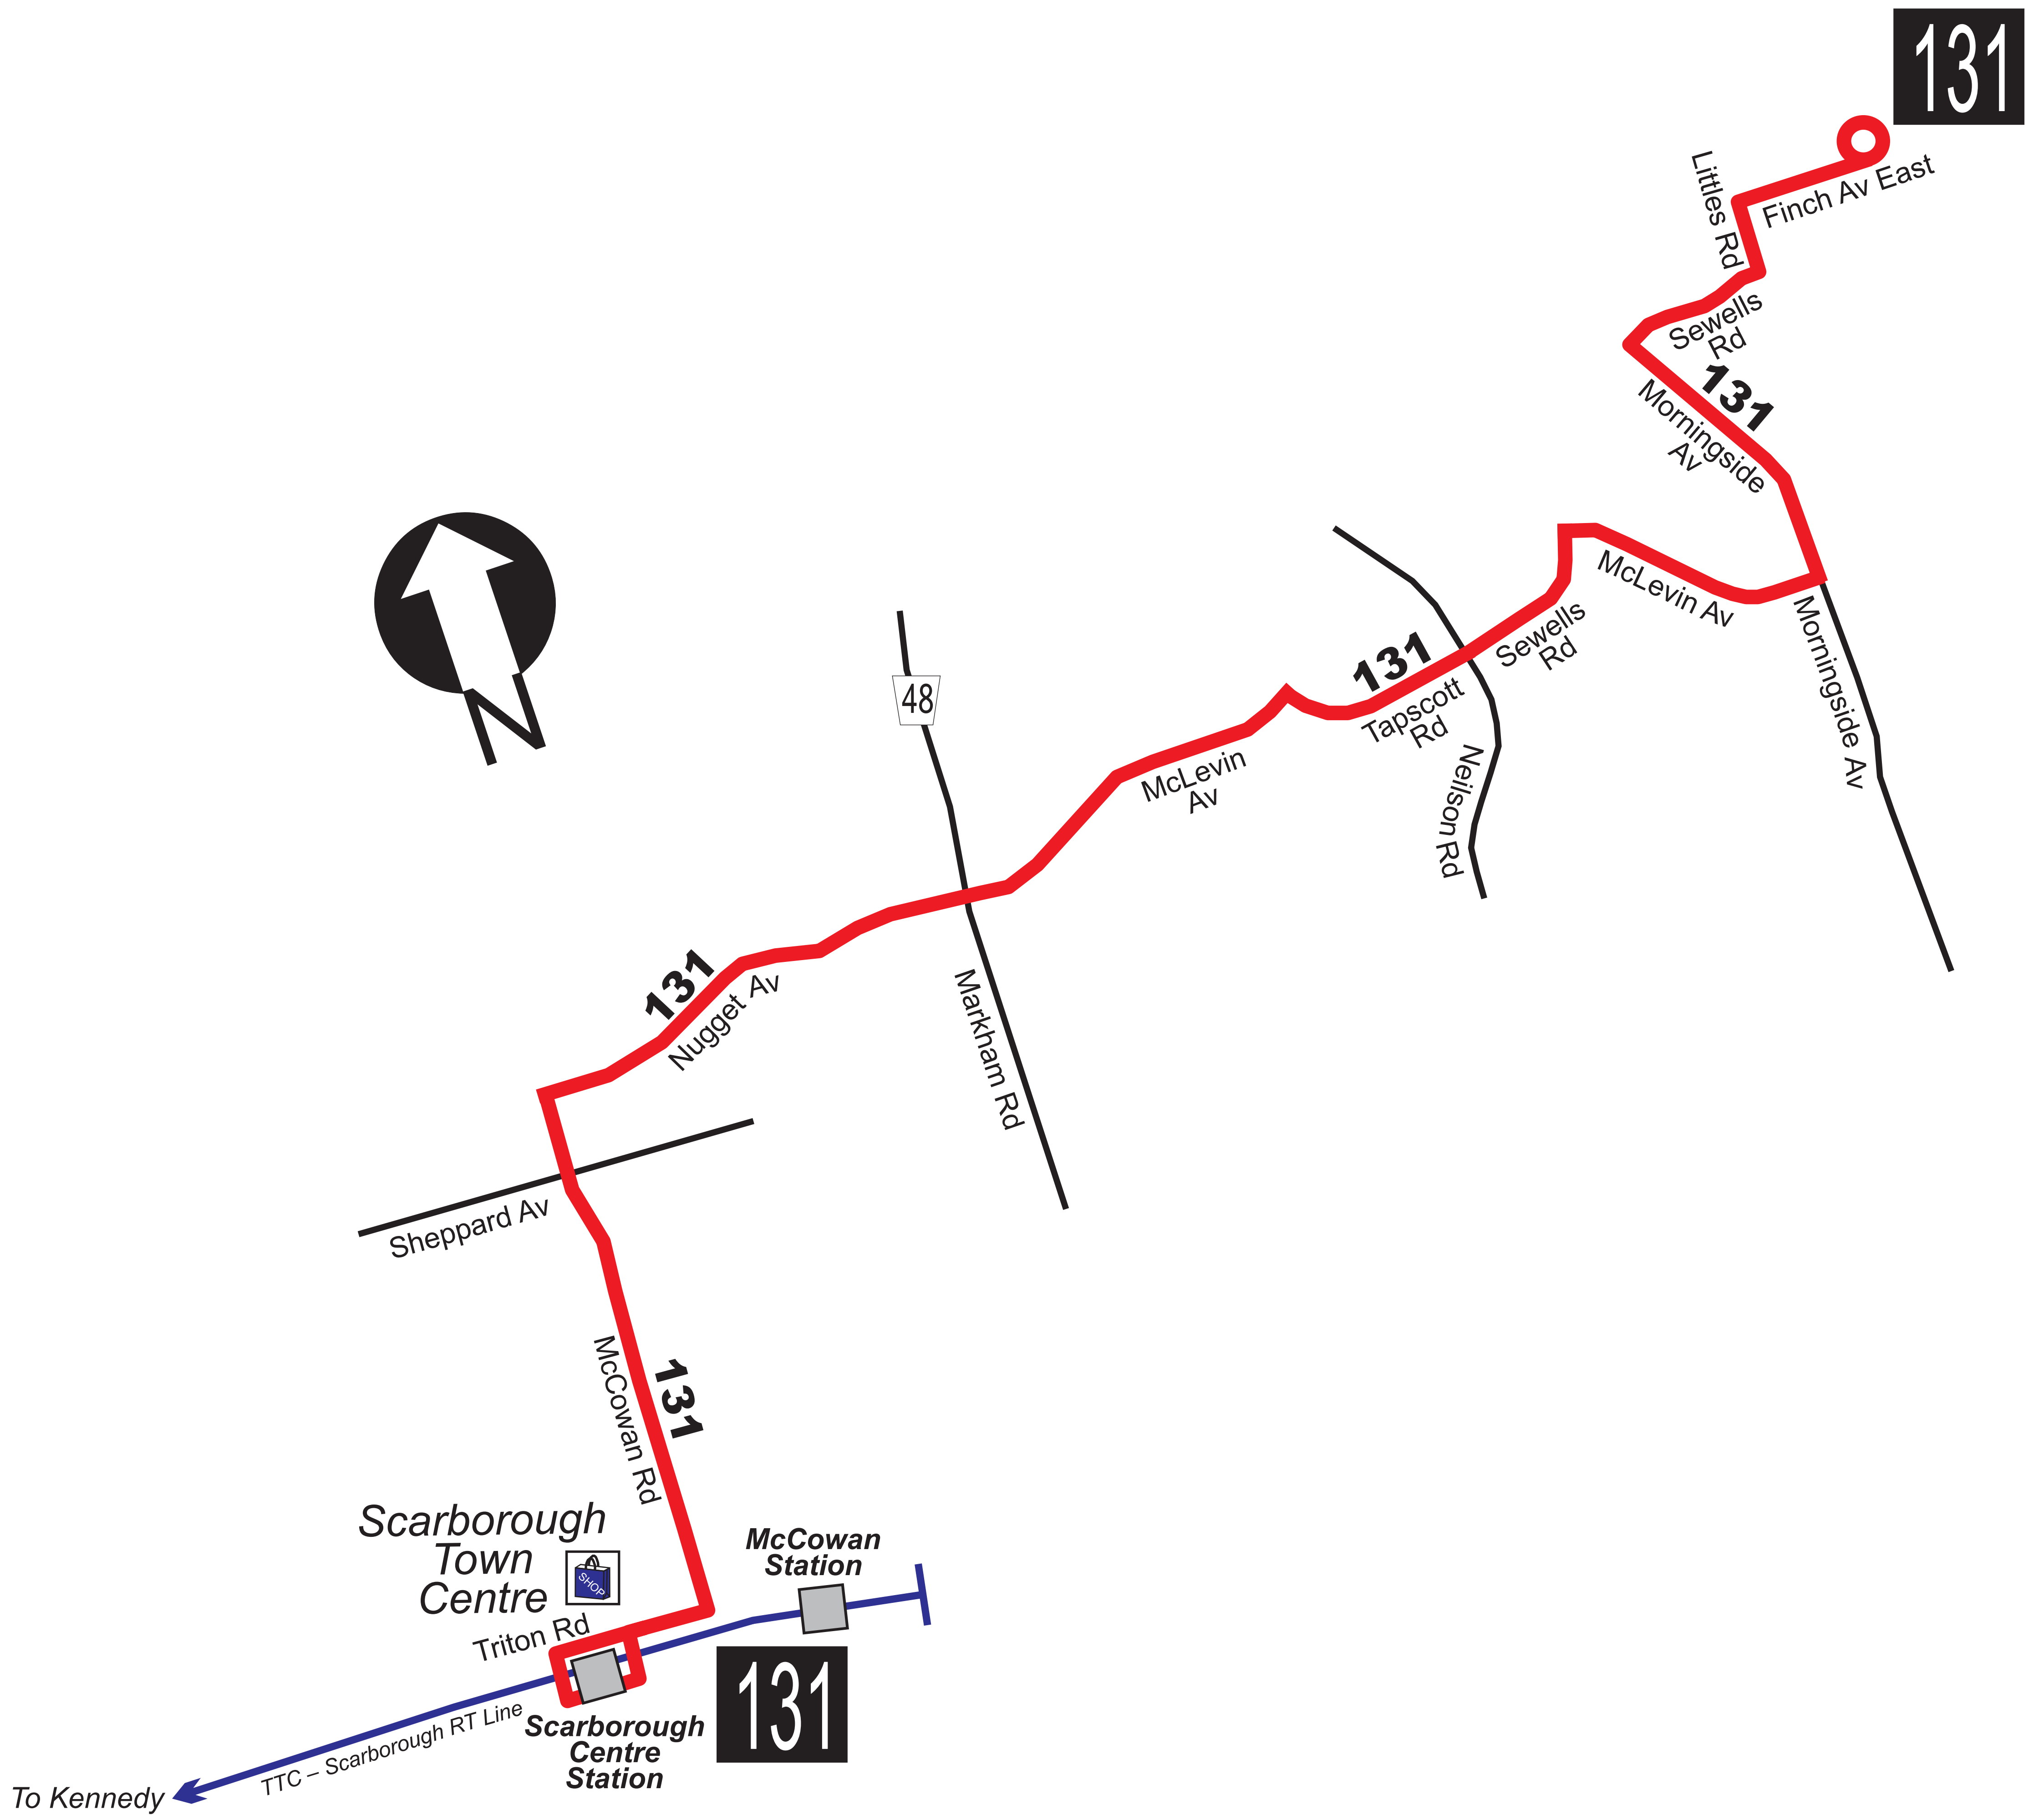 131
Littles Rd
Finch Av East
Sewells
Rd
131
Morningside
Av
McLevin Av
Sewells
Rd
Morningside Av
131
Tapscott
Rd
Neilson Rd
48
McLevin
Av
131
Nugget Av
Markham Rd
N
Sheppard Av
McCowan Rd
131
Scarborough
Town
Centre
SHOP
McCowan
Station
Triton Rd
131
Scarborough
Centre
Station
TTC – Scarborough RT Line
To Kennedy